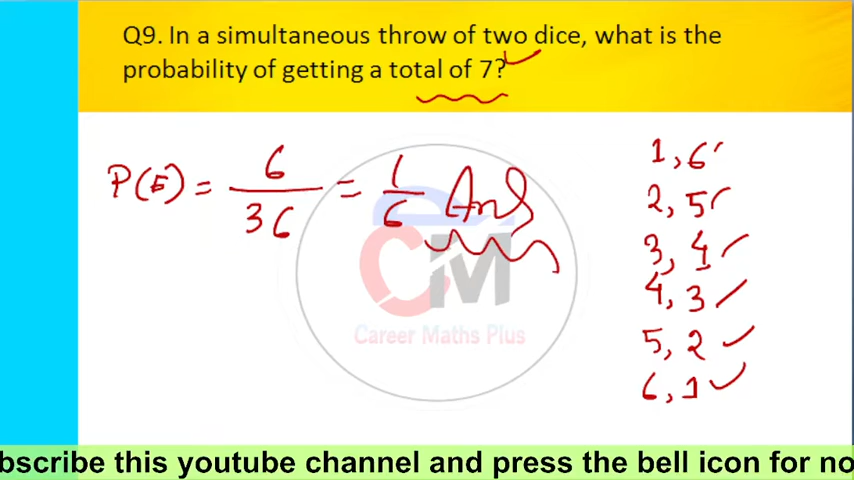 Q9. In a simultaneous throw of two dice, what is the
probability of getting a total of 7?
P(E) = 6/36 = 1/6 Ans
1, 6
2, 5
3, 4
4, 3
5, 2
6, 1
CM
Career Maths Plus
bscribe this youtube channel and press the bell icon for no